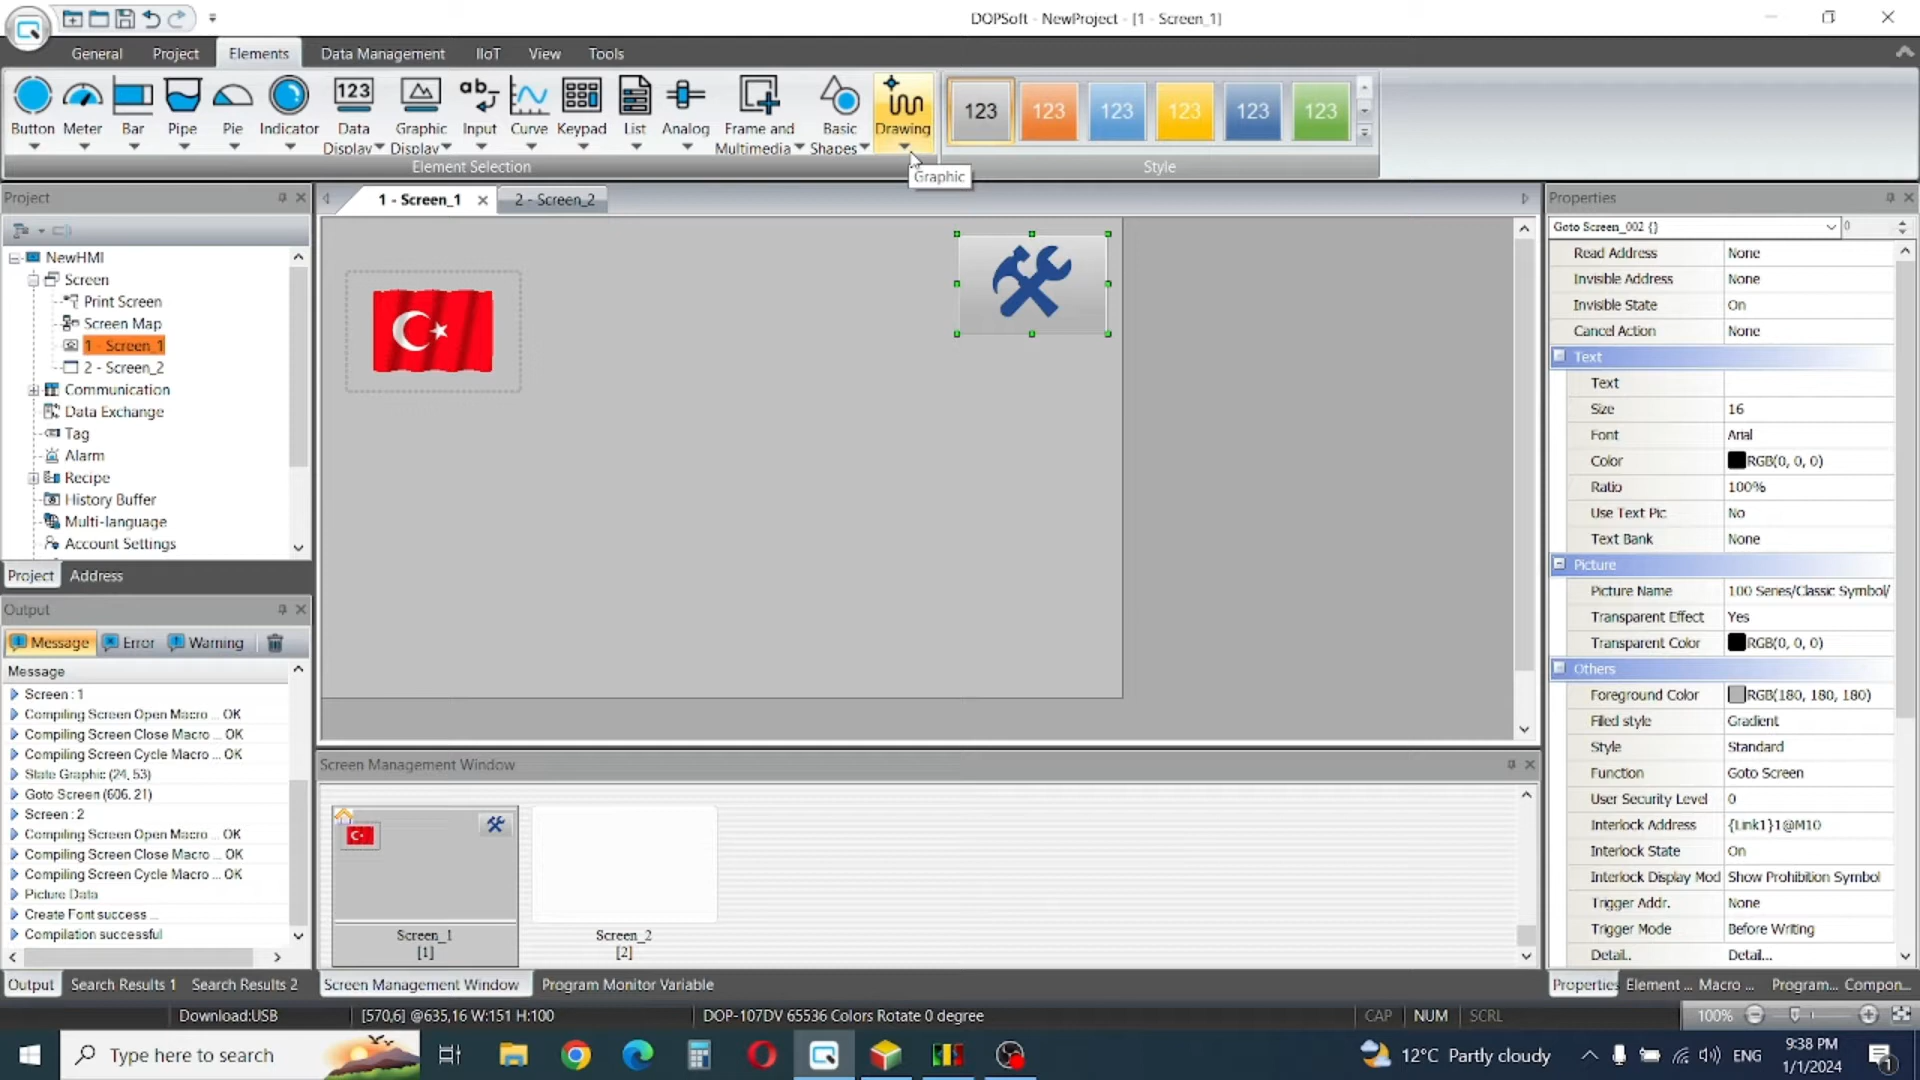 DOPSoft - NewProject - [1 - Screen_1]
General Project Elements Data Management IIoT View Tools
Button Meter Bar Pipe Pie Indicator Data Display Graphic Display Input Curve Keypad List Analog Frame and Multimedia Basic Shapes Drawing
123 123 123 123 123 123
Element Selection Style
Graphic
Project
NewHMI
Screen
Print Screen
Screen Map
1 - Screen_1
2 - Screen_2
Communication
Data Exchange
Tag
Alarm
Recipe
History Buffer
Multi-language
Account Settings
Project Address
Output
Message Error Warning
Message
Screen : 1
Compiling Screen Open Macro ... OK
Compiling Screen Close Macro ... OK
Compiling Screen Cycle Macro ... OK
State Graphic (24, 53)
Goto Screen (606, 21)
Screen : 2
Compiling Screen Open Macro ... OK
Compiling Screen Close Macro ... OK
Compiling Screen Cycle Macro ... OK
Picture Data
Create Font success ...
Compilation successful
Output Search Results 1 Search Results 2
1 - Screen_1 2 - Screen_2
Screen Management Window
Screen_1
[1]
Screen_2
[2]
Screen Management Window Program Monitor Variable
Properties
Goto Screen_002 {} 0
Read Address None
Invisible Address None
Invisible State On
Cancel Action None
Text
Text
Size 16
Font Arial
Color RGB(0, 0, 0)
Ratio 100%
Use Text Pic No
Text Bank None
Picture
Picture Name 100 Series/Classic Symbol/
Transparent Effect Yes
Transparent Color RGB(0, 0, 0)
Others
Foreground Color RGB(180, 180, 180)
Filled style Gradient
Style Standard
Function Goto Screen
User Security Level 0
Interlock Address {Link1}1@M10
Interlock State On
Interlock Display Mod Show Prohibition Symbol
Trigger Addr. None
Trigger Mode Before Writing
Detail.. Detail...
Properties Element ... Macro ... Program... Compon...
Download:USB [570,6] @635,16 W:151 H:100 DOP-107DV 65536 Colors Rotate 0 degree CAP NUM SCRL 100%
Type here to search 12°C Partly cloudy ENG 9:38 PM
1/1/2024
1